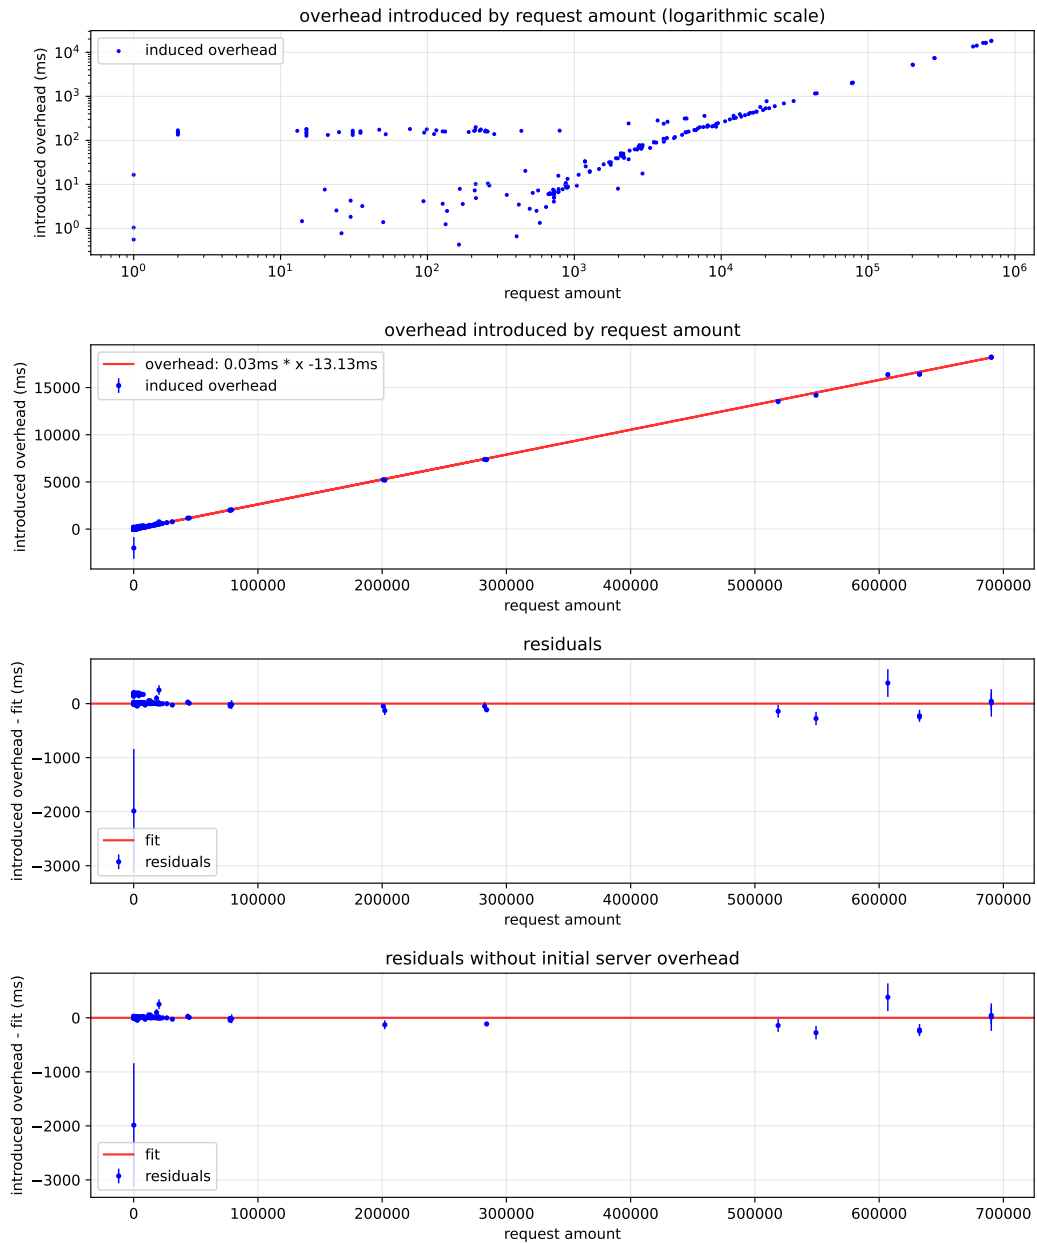 overhead introduced by request amount (logarithmic scale)
introduced overhead (ms)
induced overhead
10⁴
10³
10²
10¹
10⁰
10⁰ 10¹ 10² 10³ 10⁴ 10⁵ 10⁶
request amount
overhead introduced by request amount
introduced overhead (ms)
overhead: 0.03ms * x -13.13ms
induced overhead
15000
10000
5000
0
0 100000 200000 300000 400000 500000 600000 700000
request amount
residuals
introduced overhead - fit (ms)
0
−1000
−2000
−3000
fit
residuals
0 100000 200000 300000 400000 500000 600000 700000
request amount
residuals without initial server overhead
introduced overhead - fit (ms)
0
−1000
−2000
−3000
fit
residuals
0 100000 200000 300000 400000 500000 600000 700000
request amount